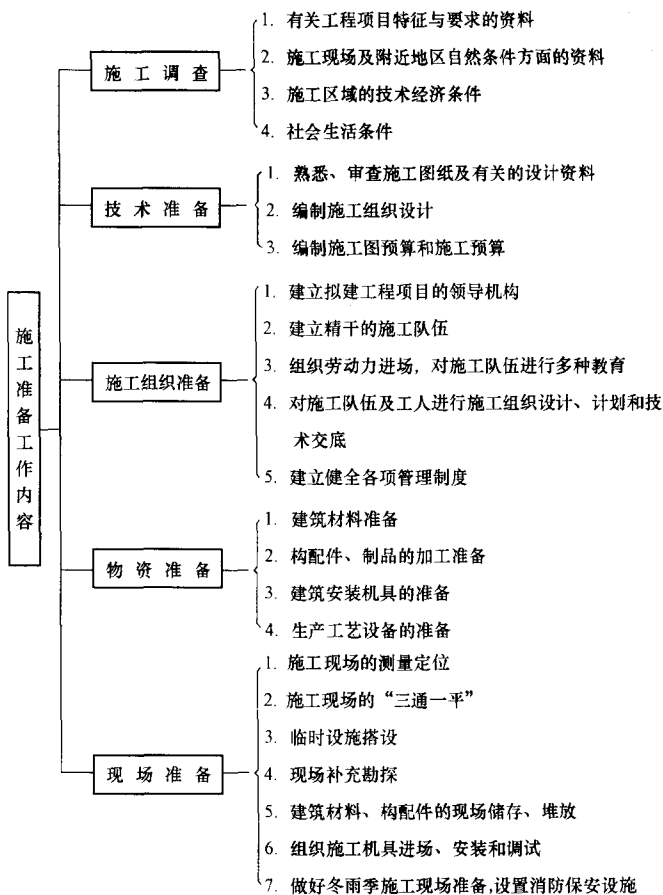 施工准备工作内容
施工调查
1. 有关工程项目特征与要求的资料
2. 施工现场及附近地区自然条件方面的资料
3. 施工区域的技术经济条件
4. 社会生活条件
技术准备
1. 熟悉、审查施工图纸及有关的设计资料
2. 编制施工组织设计
3. 编制施工图预算和施工预算
施工组织准备
1. 建立拟建工程项目的领导机构
2. 建立精干的施工队伍
3. 组织劳动力进场，对施工队伍进行多种教育
4. 对施工队伍及工人进行施工组织设计、计划和技
术交底
5. 建立健全各项管理制度
物资准备
1. 建筑材料准备
2. 构配件、制品的加工准备
3. 建筑安装机具的准备
4. 生产工艺设备的准备
现场准备
1. 施工现场的测量定位
2. 施工现场的“三通一平”
3. 临时设施搭设
4. 现场补充勘探
5. 建筑材料、构配件的现场储存、堆放
6. 组织施工机具进场、安装和调试
7. 做好冬雨季施工现场准备,设置消防保安设施